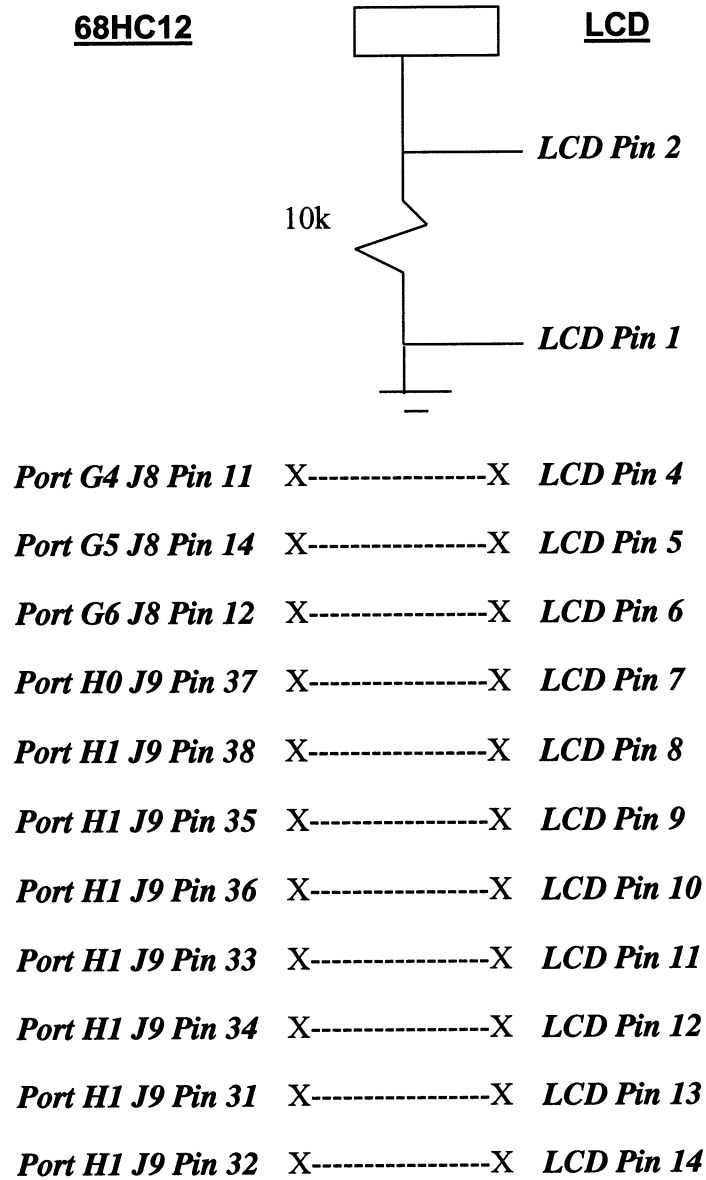 68HC12 LCD
LCD Pin 2
10k
LCD Pin 1
Port G4 J8 Pin 11 X-----------------X LCD Pin 4
Port G5 J8 Pin 14 X-----------------X LCD Pin 5
Port G6 J8 Pin 12 X-----------------X LCD Pin 6
Port H0 J9 Pin 37 X-----------------X LCD Pin 7
Port H1 J9 Pin 38 X-----------------X LCD Pin 8
Port H1 J9 Pin 35 X-----------------X LCD Pin 9
Port H1 J9 Pin 36 X-----------------X LCD Pin 10
Port H1 J9 Pin 33 X-----------------X LCD Pin 11
Port H1 J9 Pin 34 X-----------------X LCD Pin 12
Port H1 J9 Pin 31 X-----------------X LCD Pin 13
Port H1 J9 Pin 32 X-----------------X LCD Pin 14